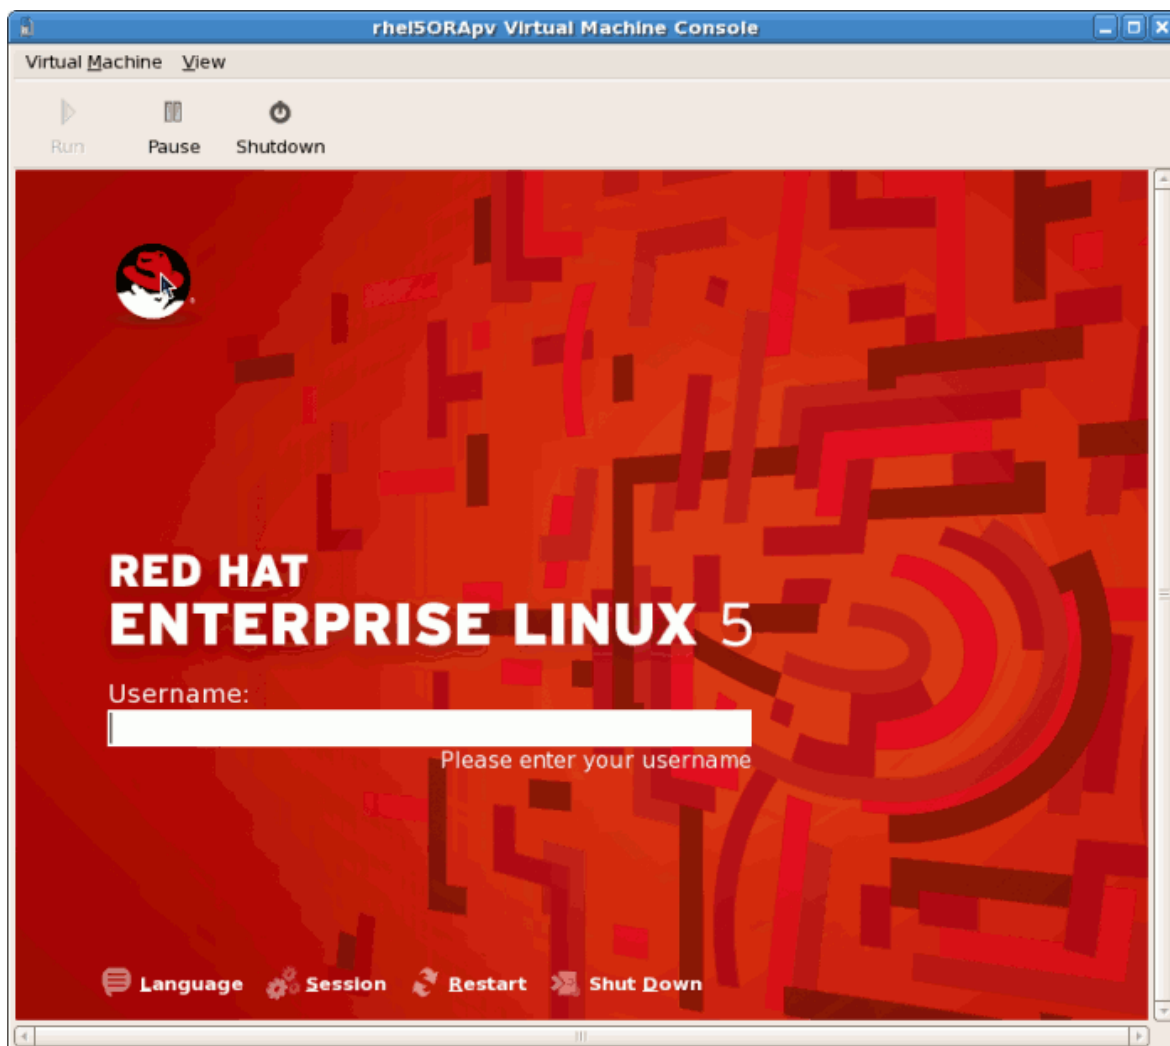 rhel5ORApv Virtual Machine Console
Virtual Machine View
Run Pause Shutdown
RED HAT
ENTERPRISE LINUX 5
Username:
Please enter your username
Language Session Restart Shut Down